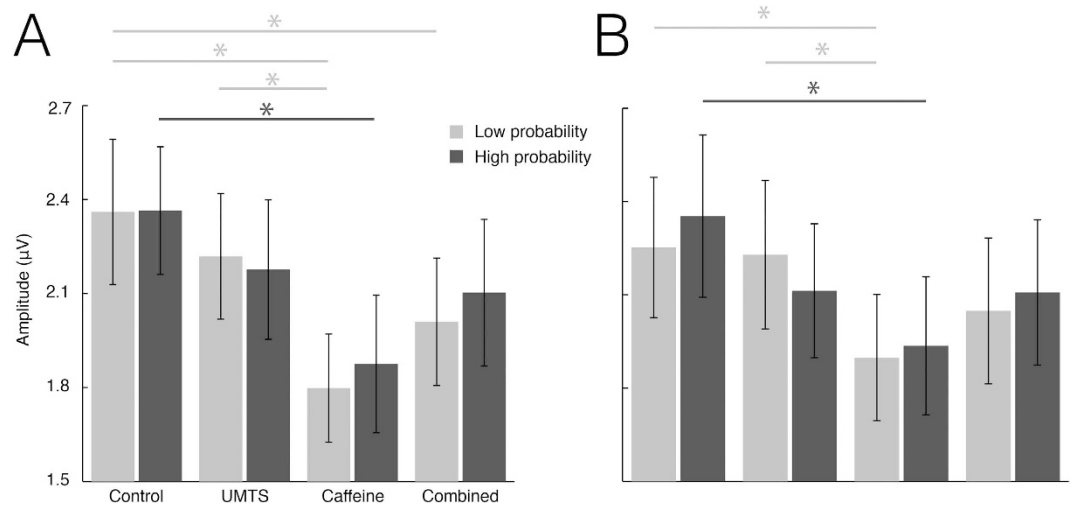 A
*
*
*
*
B
*
*
*
2.7
2.4
2.1
1.8
1.5
Amplitude (µV)
Low probability
High probability
Control UMTS Caffeine Combined